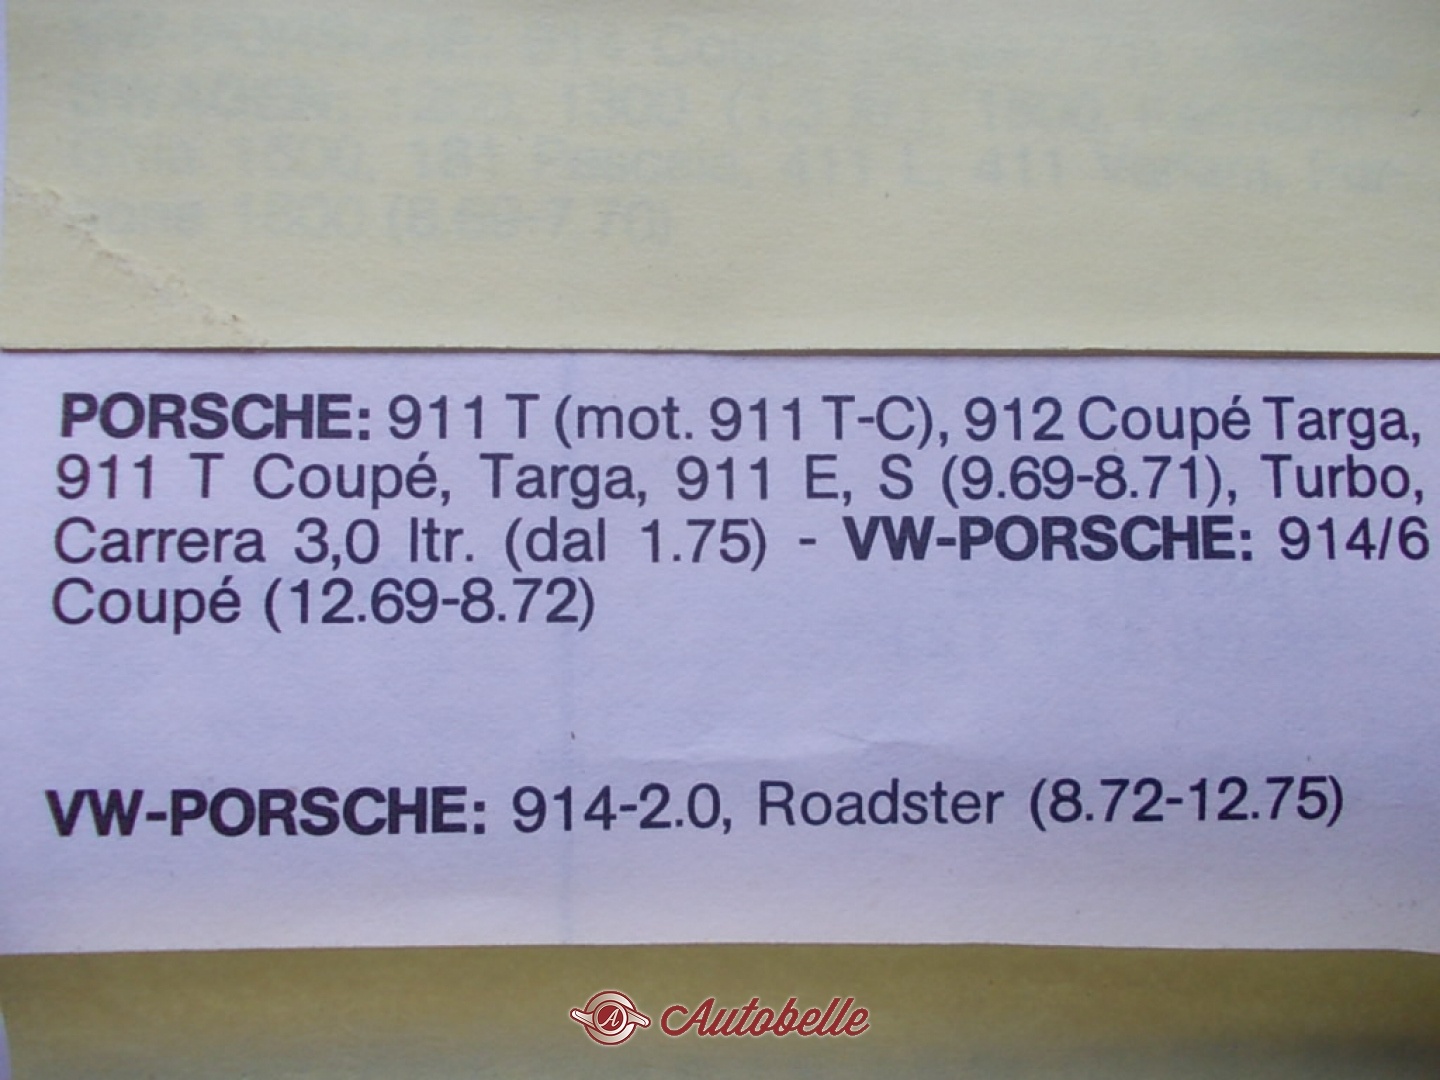 PORSCHE: 911 T (mot. 911 T-C), 912 Coupé Targa,
911 T Coupé, Targa, 911 E, S (9.69-8.71), Turbo,
Carrera 3,0 ltr. (dal 1.75) - VW-PORSCHE: 914/6
Coupé (12.69-8.72)
VW-PORSCHE: 914-2.0, Roadster (8.72-12.75)
A Autobelle